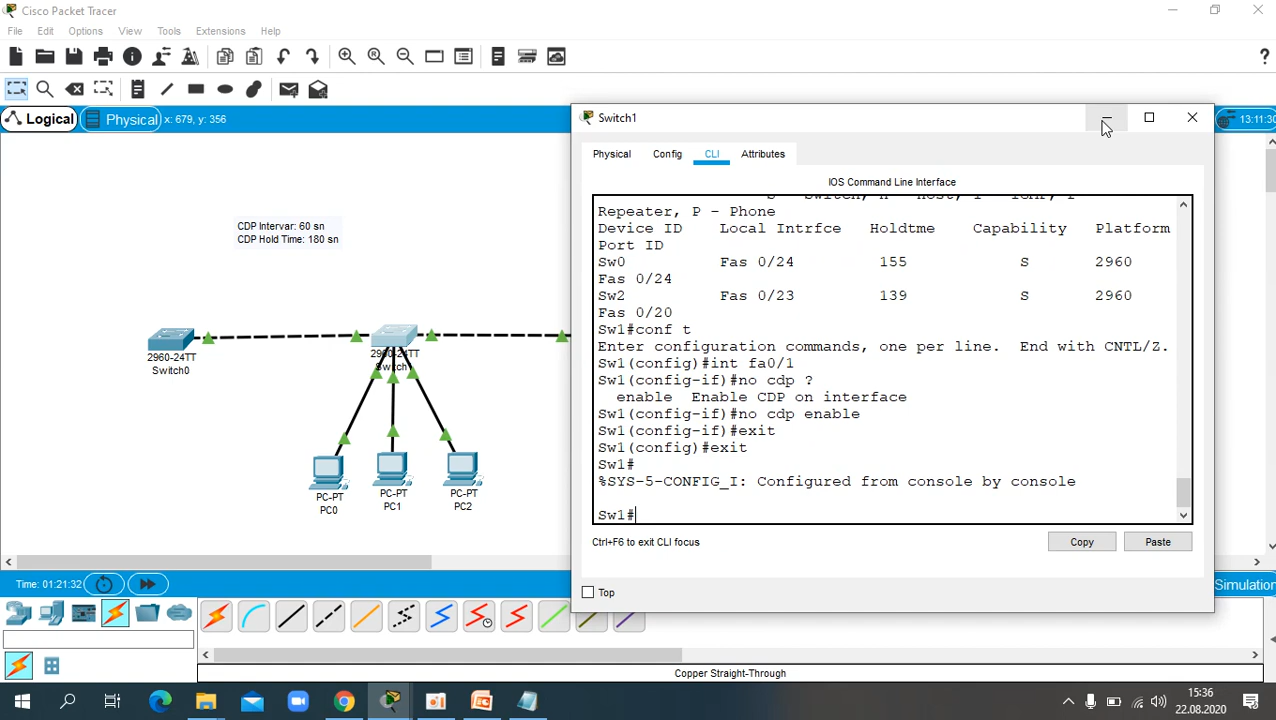 Cisco Packet Tracer
File Edit Options View Tools Extensions Help
Logical Physical x: 679, y: 356 13:11:30
CDP Intervar: 60 sn
CDP Hold Time: 180 sn
2960-24TT
Switch0
2960-24TT
Switch
PC-PT
PC0
PC-PT
PC1
PC-PT
PC2
Switch1
Physical Config CLI Attributes
IOS Command Line Interface
Repeater, P - Phone
Device ID Local Intrfce Holdtme Capability Platform
Port ID
Sw0 Fas 0/24 155 S 2960
Fas 0/24
Sw2 Fas 0/23 139 S 2960
Fas 0/20
Sw1#conf t
Enter configuration commands, one per line. End with CNTL/Z.
Sw1(config)#int fa0/1
Sw1(config-if)#no cdp ?
enable Enable CDP on interface
Sw1(config-if)#no cdp enable
Sw1(config-if)#exit
Sw1(config)#exit
Sw1#
%SYS-5-CONFIG_I: Configured from console by console
Sw1#
Ctrl+F6 to exit CLI focus
Copy Paste
Top
Time: 01:21:32
Simulation
Copper Straight-Through
15:36
22.08.2020